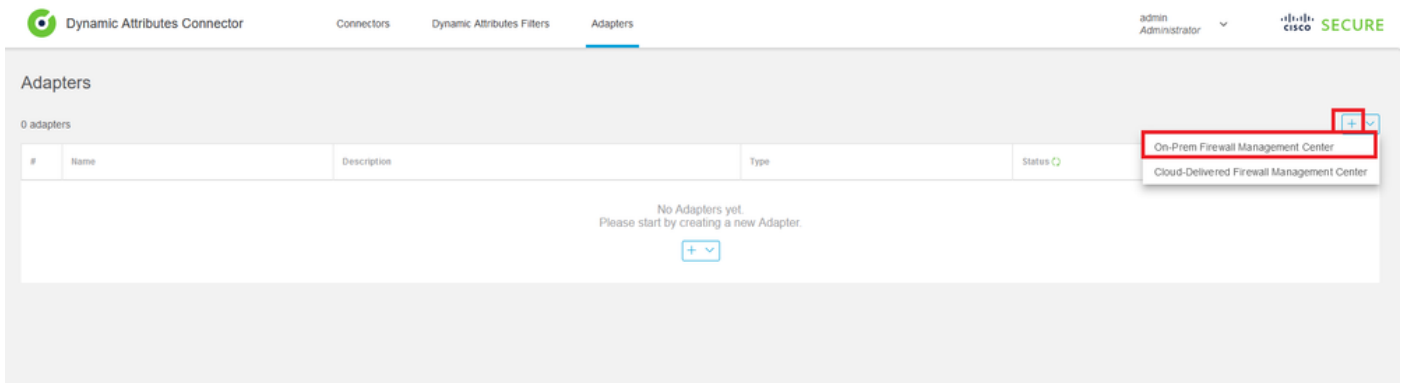 Dynamic Attributes Connector
Connectors
Dynamic Attributes Filters
Adapters
admin
Administrator
cisco SECURE
Adapters
0 adapters
+
On-Prem Firewall Management Center
Cloud-Delivered Firewall Management Center
# Name Description Type Status
No Adapters yet.
Please start by creating a new Adapter.
+